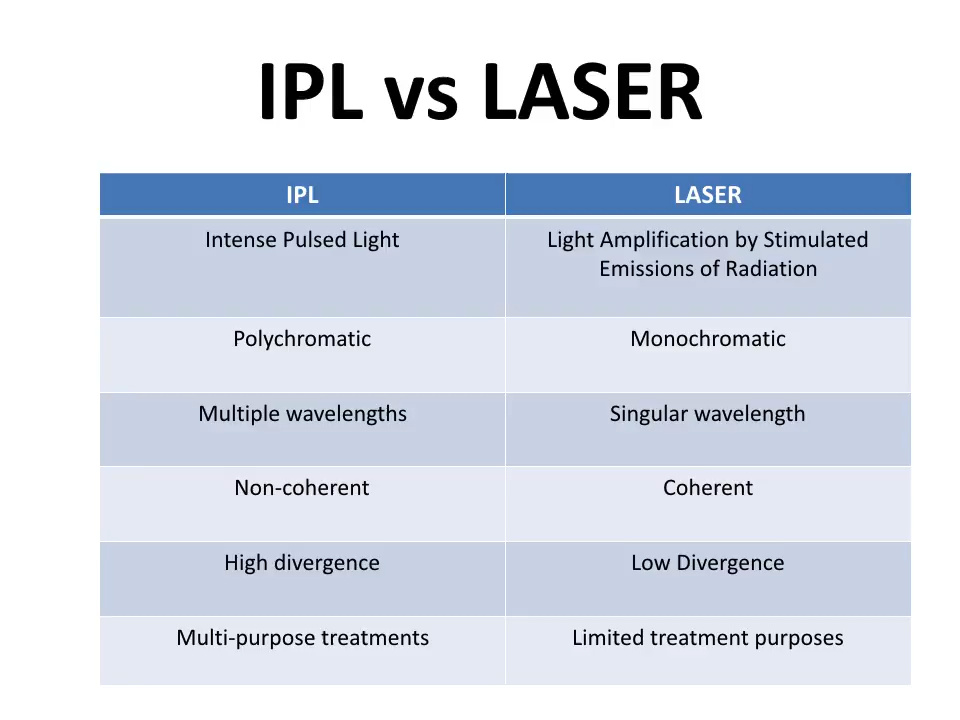 IPL vs LASER
IPL
LASER
Intense Pulsed Light
Light Amplification by Stimulated
Emissions of Radiation
Polychromatic
Monochromatic
Multiple wavelengths
Singular wavelength
Non-coherent
Coherent
High divergence
Low Divergence
Multi-purpose treatments
Limited treatment purposes